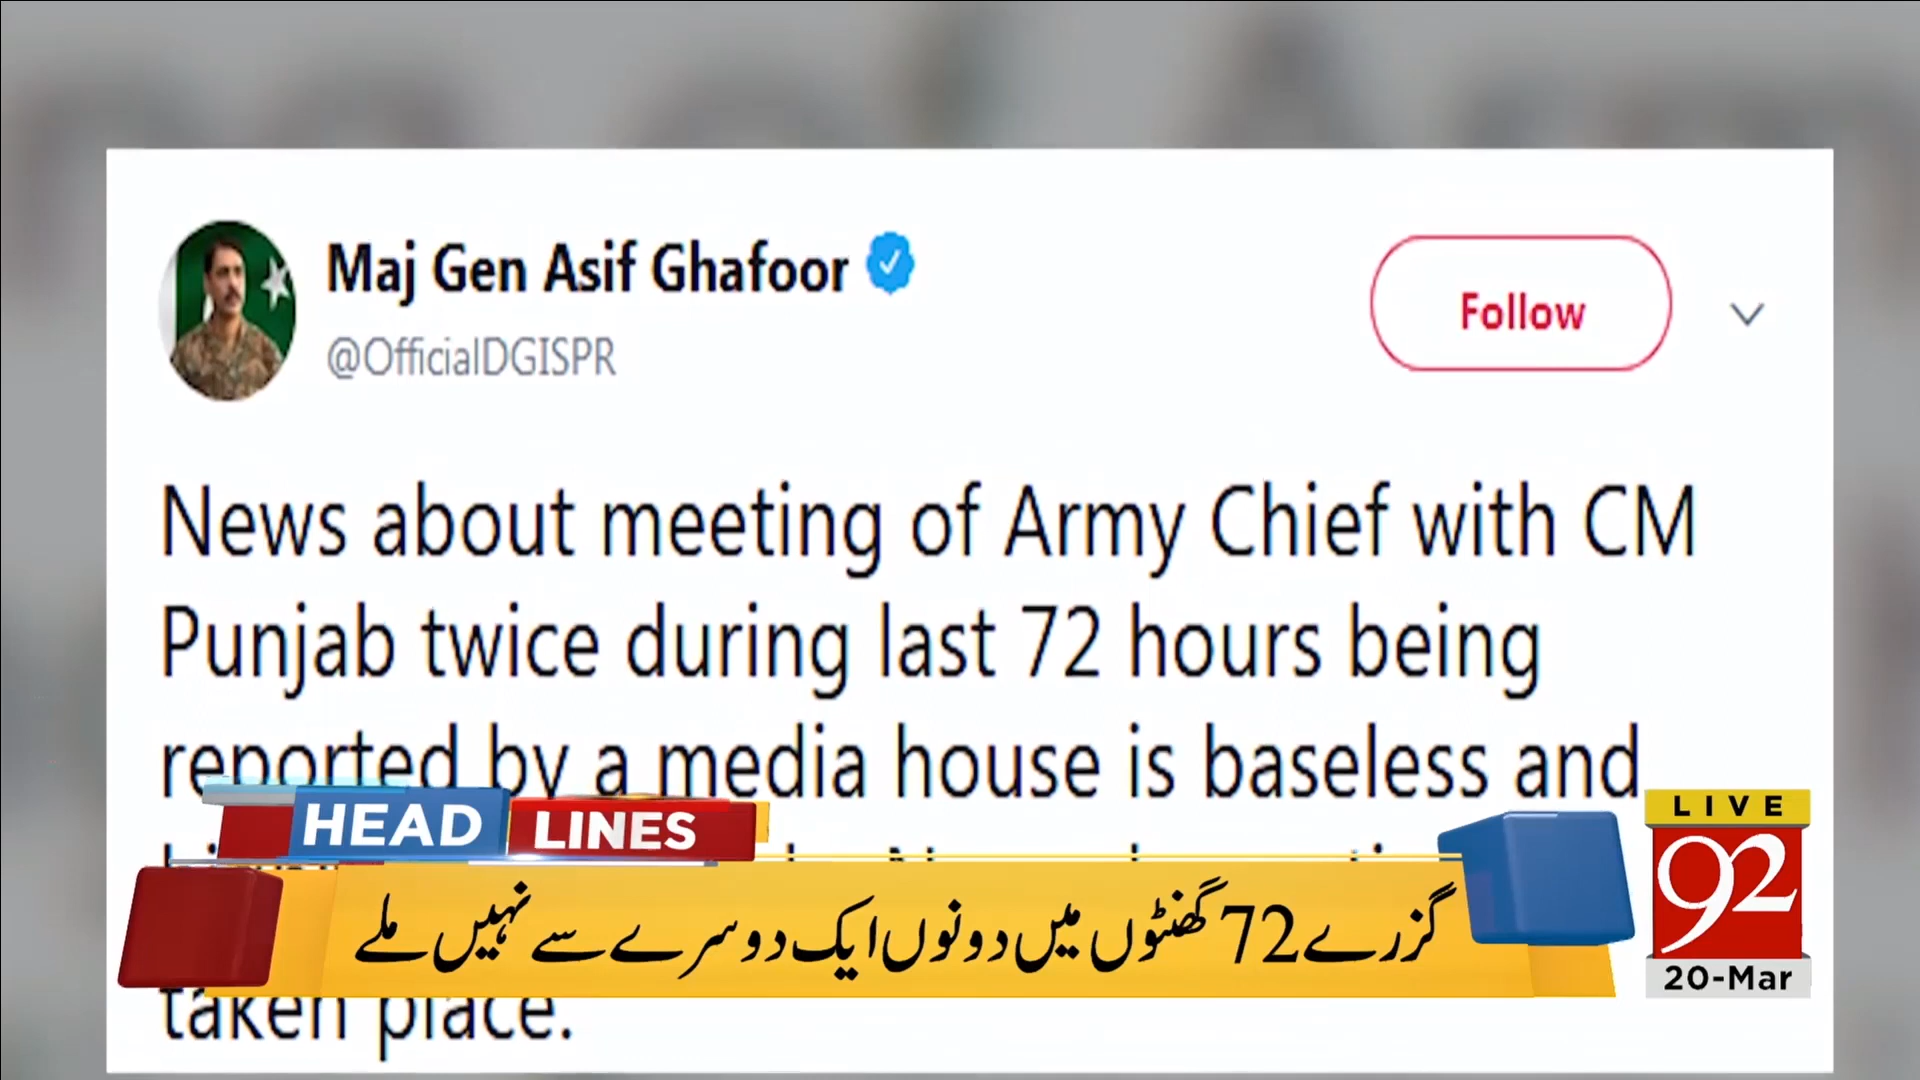 Maj Gen Asif Ghafoor
@OfficialDGISPR
Follow
News about meeting of Army Chief with CM
Punjab twice during last 72 hours being
reported by a media house is baseless and
taken place.
HEAD LINES
گزرے 72 گھنٹوں میں دونوں ایک دوسرے سے نہیں ملے
LIVE
92
20-Mar